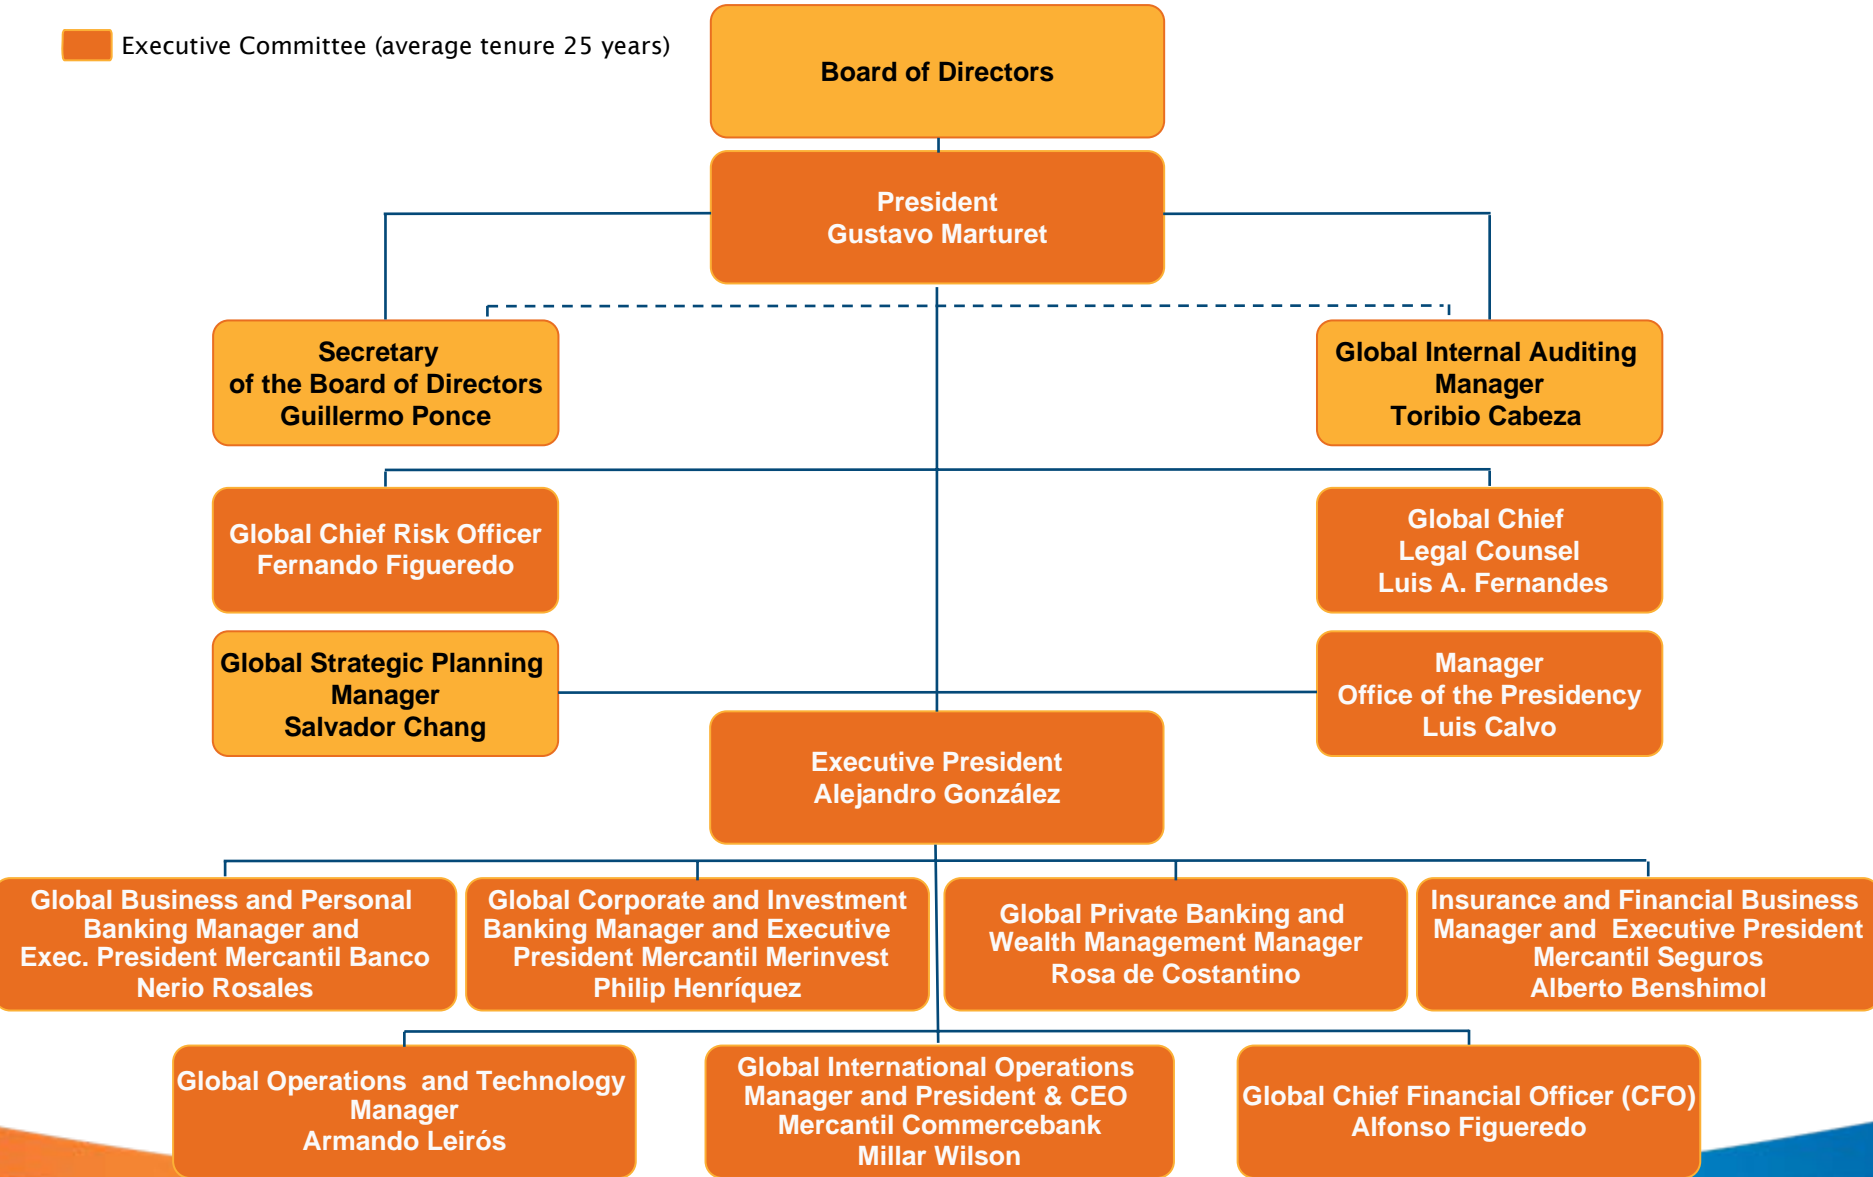 Executive Committee (average tenure 25 years)
Board of Directors
President
Gustavo Marturet
Secretary
of the Board of Directors
Guillermo Ponce
Global Internal Auditing
Manager
Toribio Cabeza
Global Chief Risk Officer
Fernando Figueredo
Global Chief
Legal Counsel
Luis A. Fernandes
Global Strategic Planning
Manager
Salvador Chang
Manager
Office of the Presidency
Luis Calvo
Executive President
Alejandro González
Global Business and Personal
Banking Manager and
Exec. President Mercantil Banco
Nerio Rosales
Global Corporate and Investment
Banking Manager and Executive
President Mercantil Merinvest
Philip Henríquez
Global Private Banking and
Wealth Management Manager
Rosa de Costantino
Insurance and Financial Business
Manager and Executive President
Mercantil Seguros
Alberto Benshimol
Global Operations and Technology
Manager
Armando Leirós
Global International Operations
Manager and President & CEO
Mercantil Commercebank
Millar Wilson
Global Chief Financial Officer (CFO)
Alfonso Figueredo